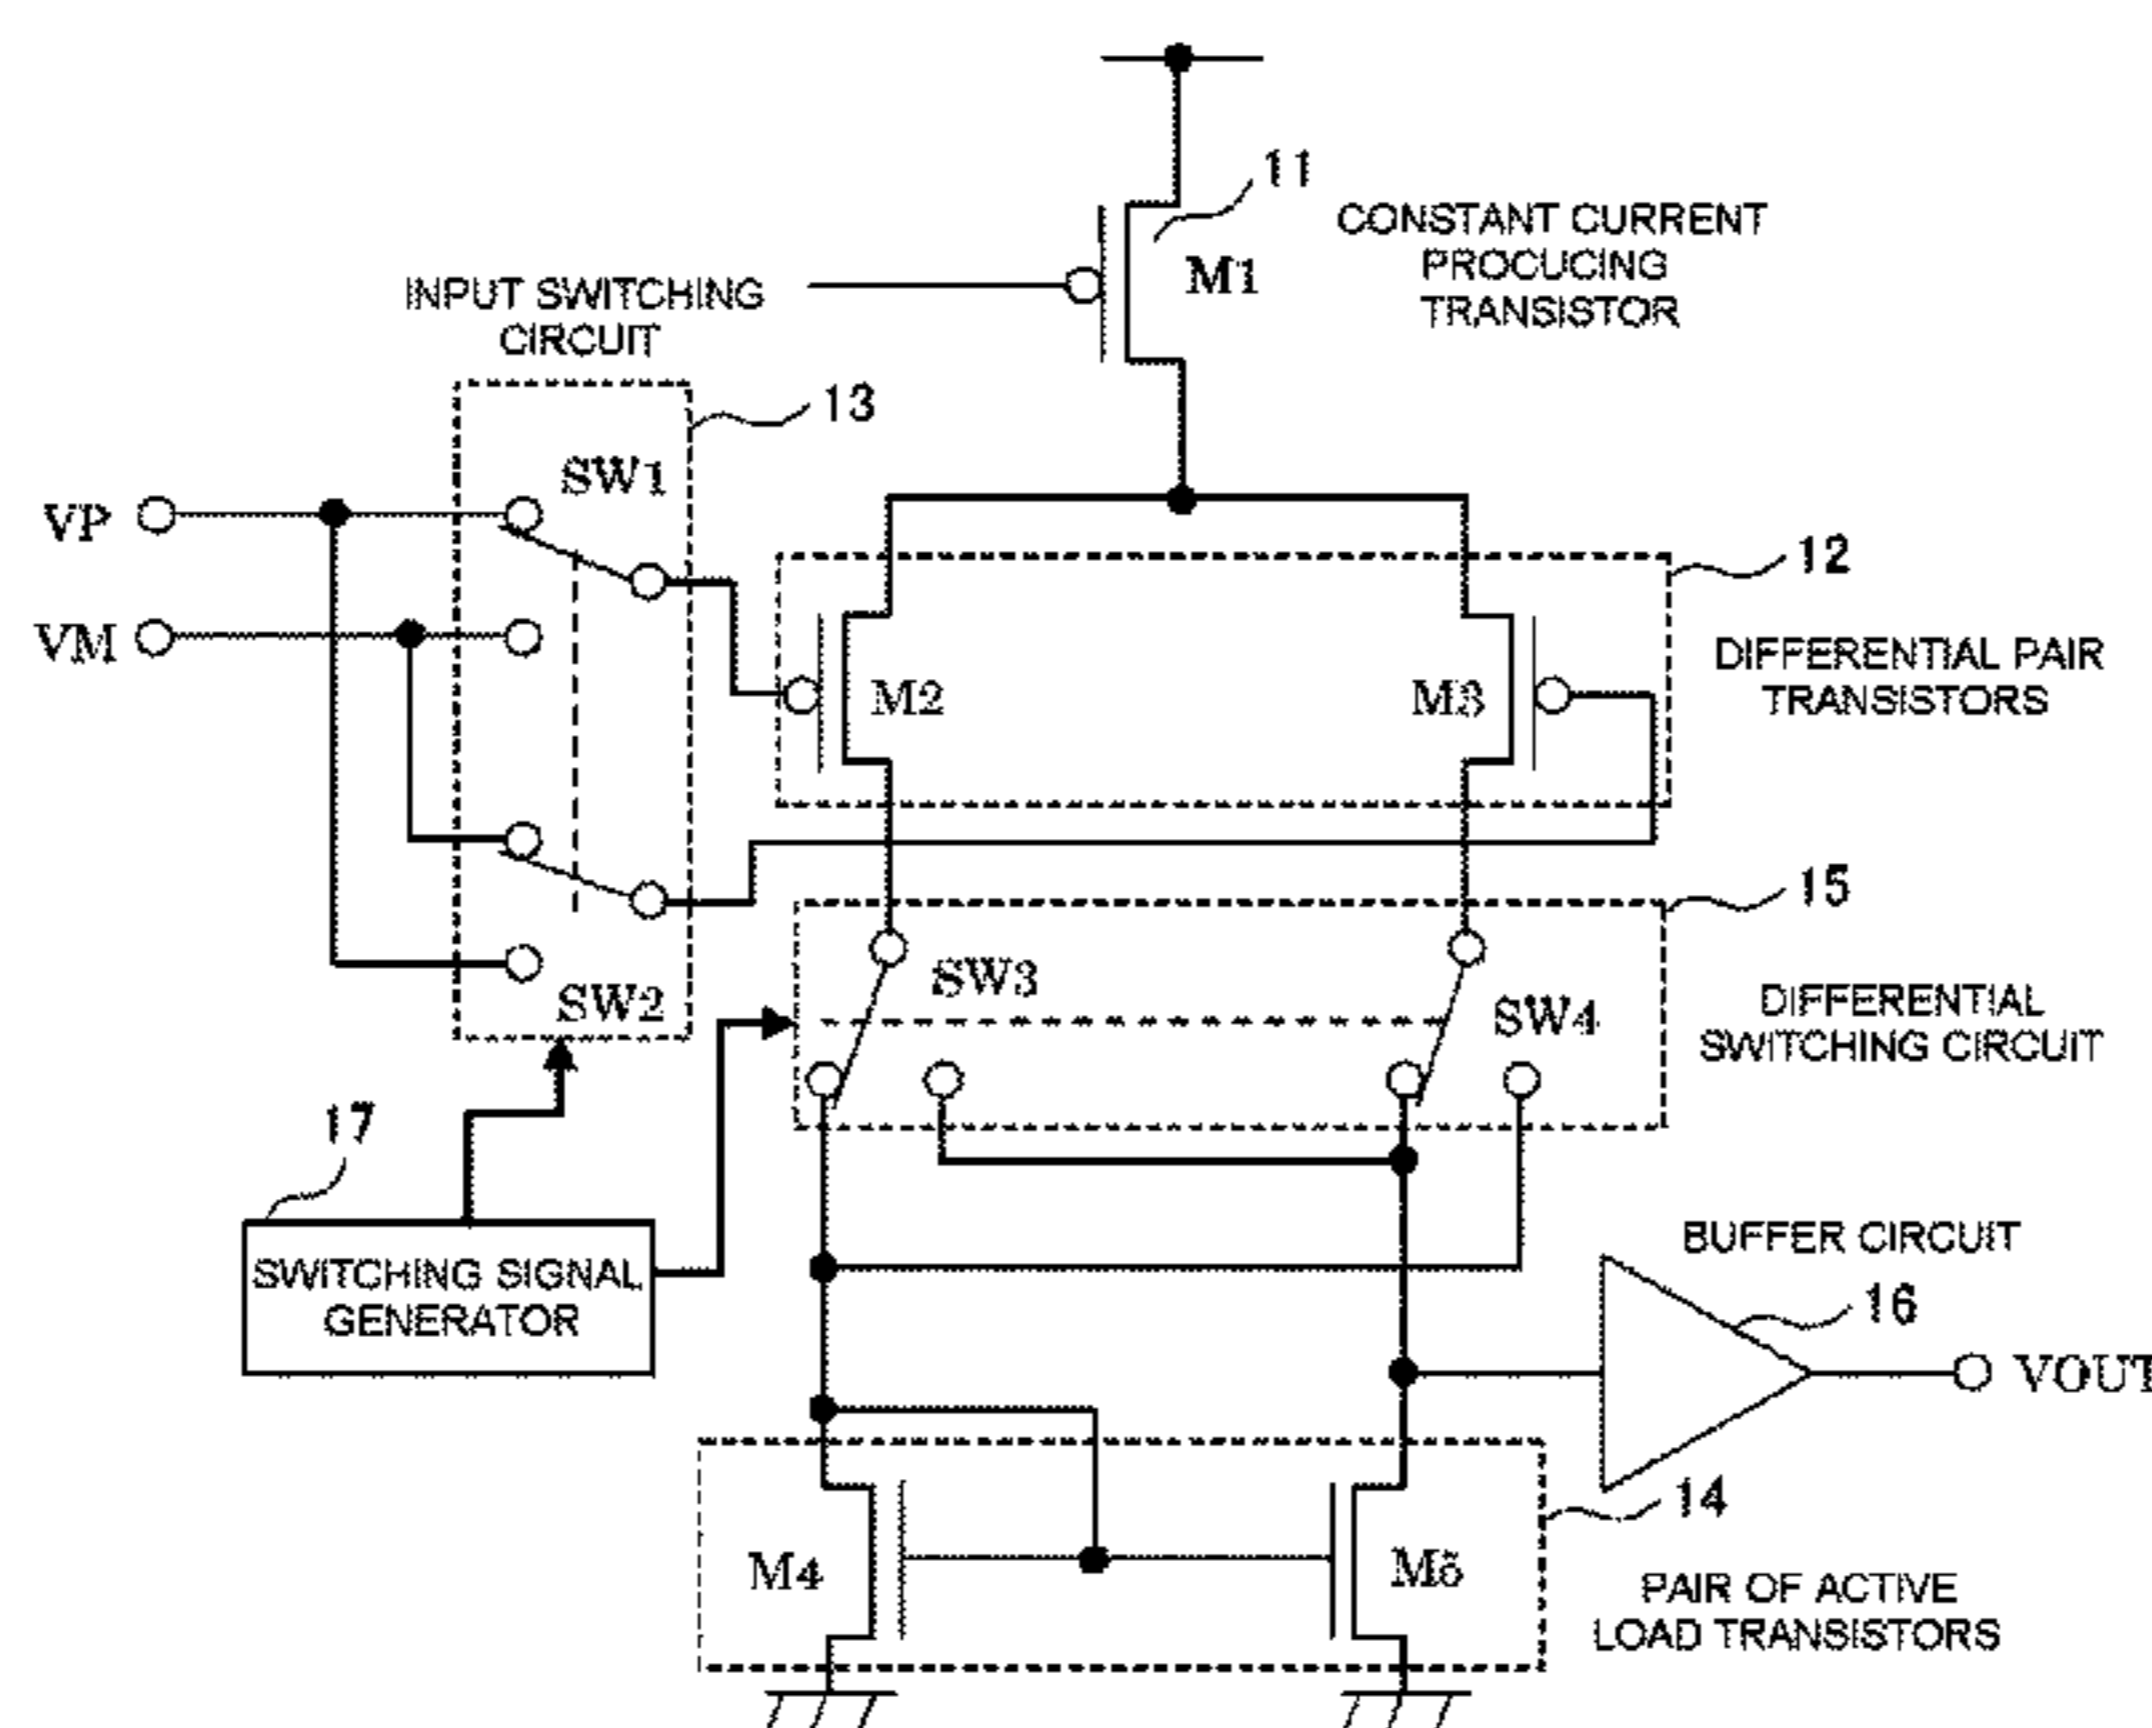 11
CONSTANT CURRENT
PROCUCING
TRANSISTOR
M1
INPUT SWITCHING
CIRCUIT
13
SW1
VP
12
VM
DIFFERENTIAL PAIR
TRANSISTORS
M2
M3
15
SW3
SW4
DIFFERENTIAL
SWITCHING CIRCUIT
SW2
17
SWITCHING SIGNAL
GENERATOR
BUFFER CIRCUIT
16
VOUT
14
M4
M5
PAIR OF ACTIVE
LOAD TRANSISTORS